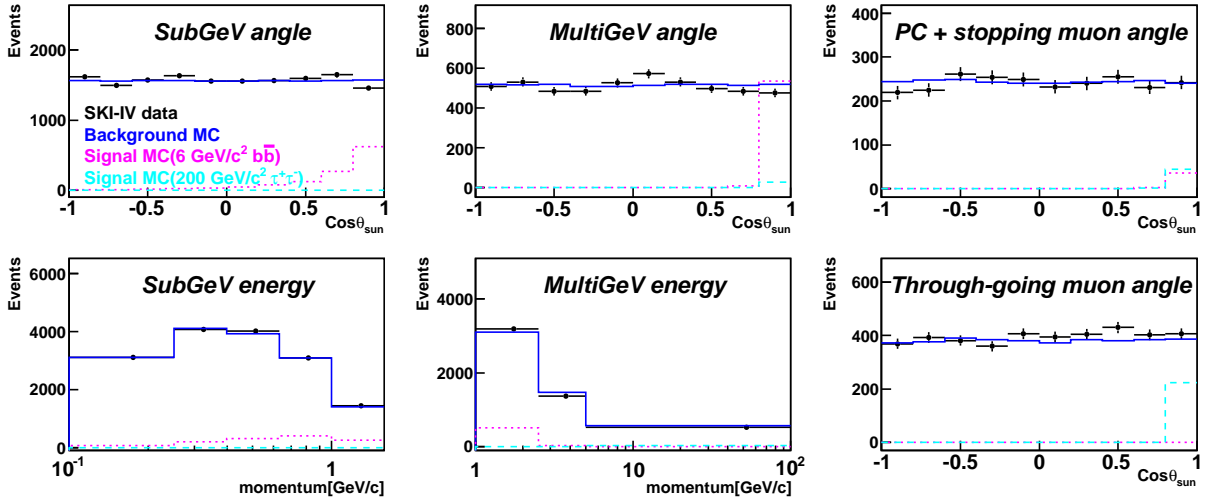 SubGeV angle
Events
2000
1000
0
SKI-IV data
Background MC
Signal MC(6 GeV/c² bb̅)
Signal MC(200 GeV/c² τ⁺τ⁻)
-1 -0.5 0 0.5 1
Cosθsun
MultiGeV angle
Events
800
600
400
200
0
-1 -0.5 0 0.5 1
Cosθsun
PC + stopping muon angle
Events
400
300
200
100
0
-1 -0.5 0 0.5 1
Cosθsun
SubGeV energy
Events
6000
4000
2000
0
10⁻¹ 1
momentum[GeV/c]
MultiGeV energy
Events
4000
2000
0
1 10 10²
momentum[GeV/c]
Through-going muon angle
Events
600
400
200
0
-1 -0.5 0 0.5 1
Cosθsun